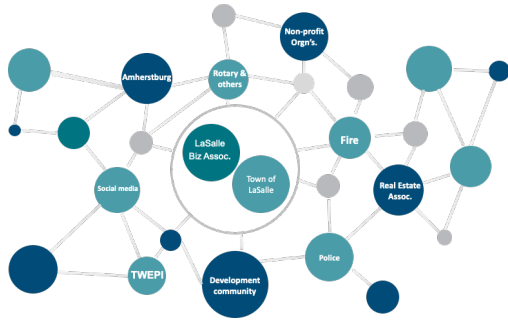 Non-profit
Orgn's.
Amherstburg
Rotary &
others
LaSalle
Biz Assoc.
Fire
Town of
LaSalle
Social media
Real Estate
Assoc.
TWEPI
Police
Development
community